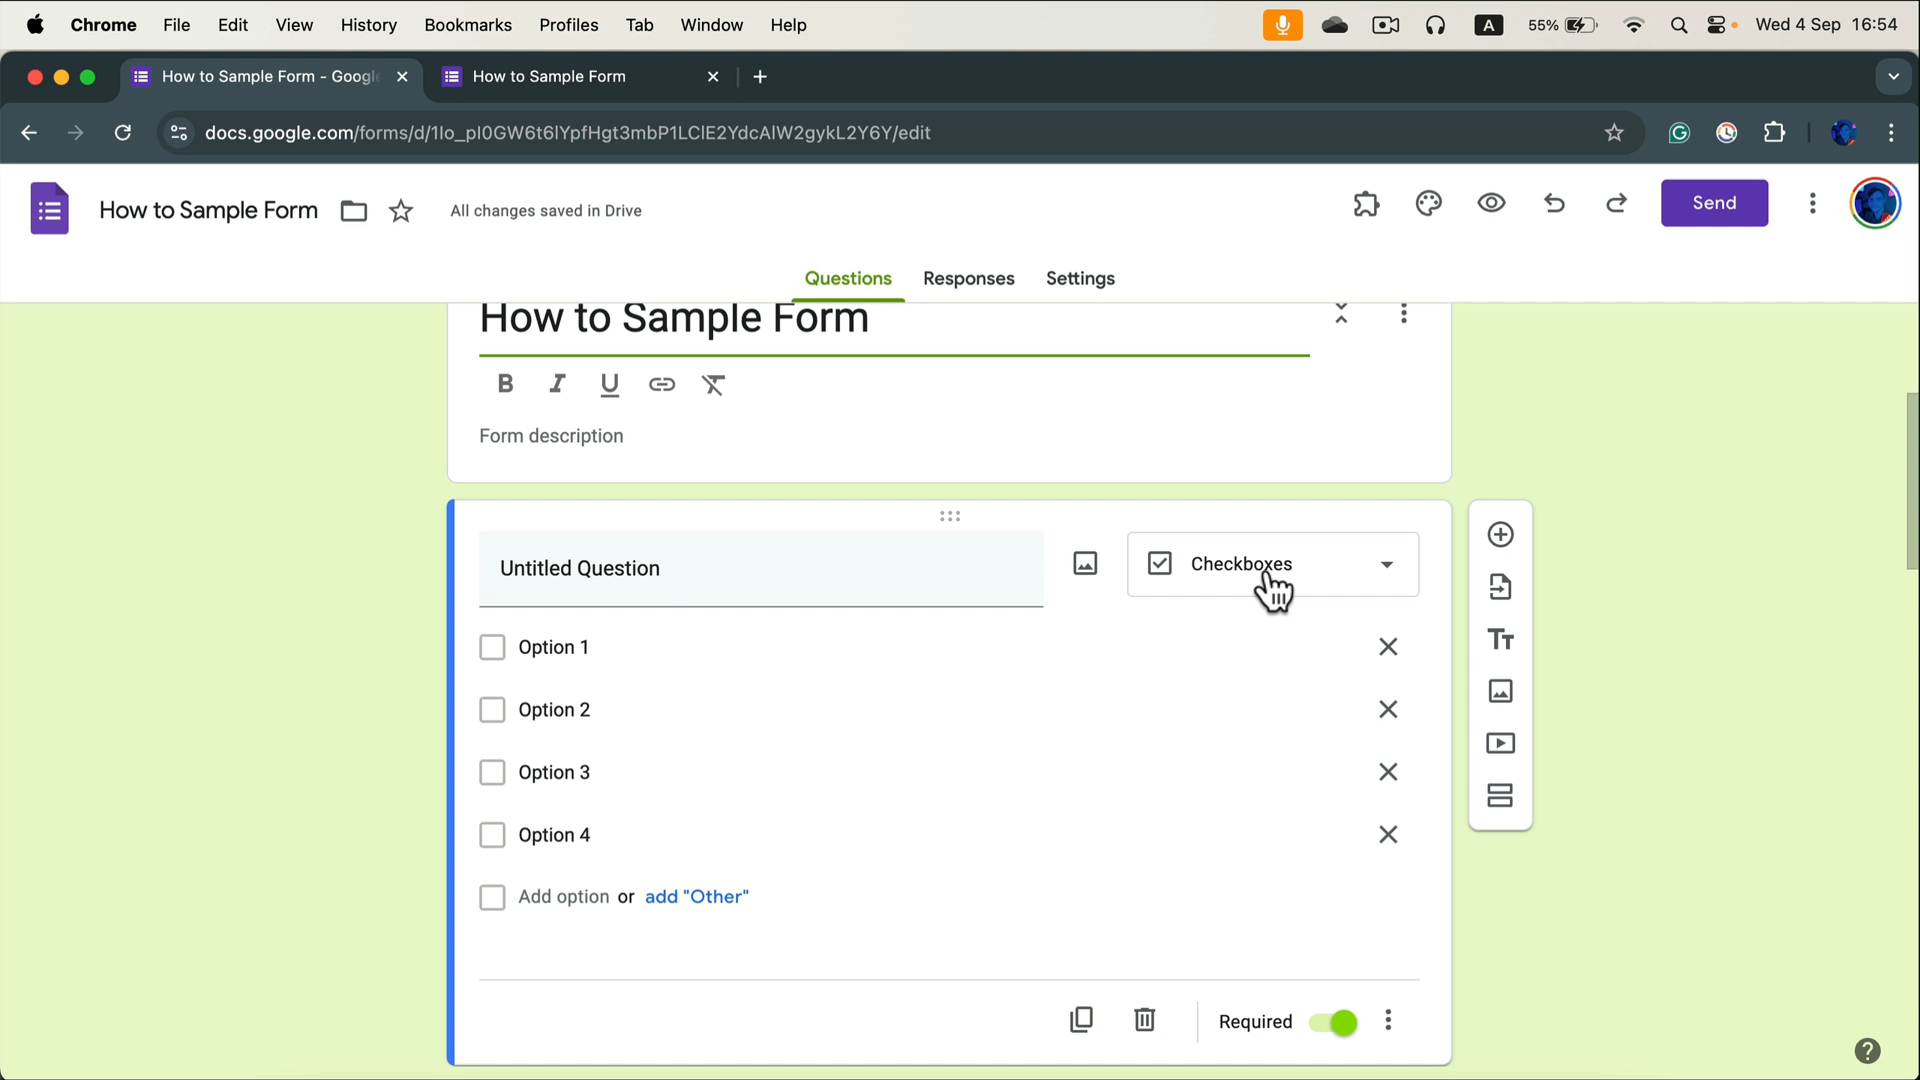 Chrome File Edit View History Bookmarks Profiles Tab Window Help A 55% Wed 4 Sep 16:54
How to Sample Form - Google How to Sample Form
docs.google.com/forms/d/1lo_pI0GW6t6lYpfHgt3mbP1LClE2YdcAlW2gykL2Y6Y/edit
How to Sample Form All changes saved in Drive Send
Questions Responses Settings
How to Sample Form
B I U
Form description
Untitled Question Checkboxes
Option 1
Option 2
Option 3
Option 4
Add option or add "Other"
Required